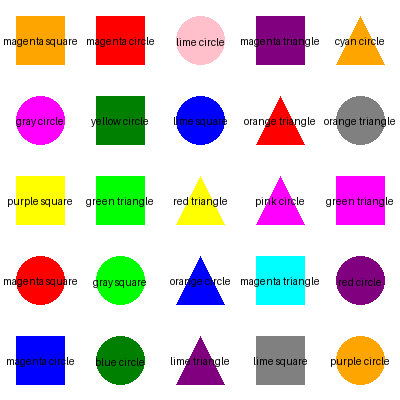 magenta square magenta circle lime circle magenta triangle cyan circle
gray circle yellow circle lime square orange triangle orange triangle
purple square green triangle red triangle pink circle green triangle
magenta square gray square orange circle magenta triangle red circle
magenta circle blue circle lime triangle lime square purple circle